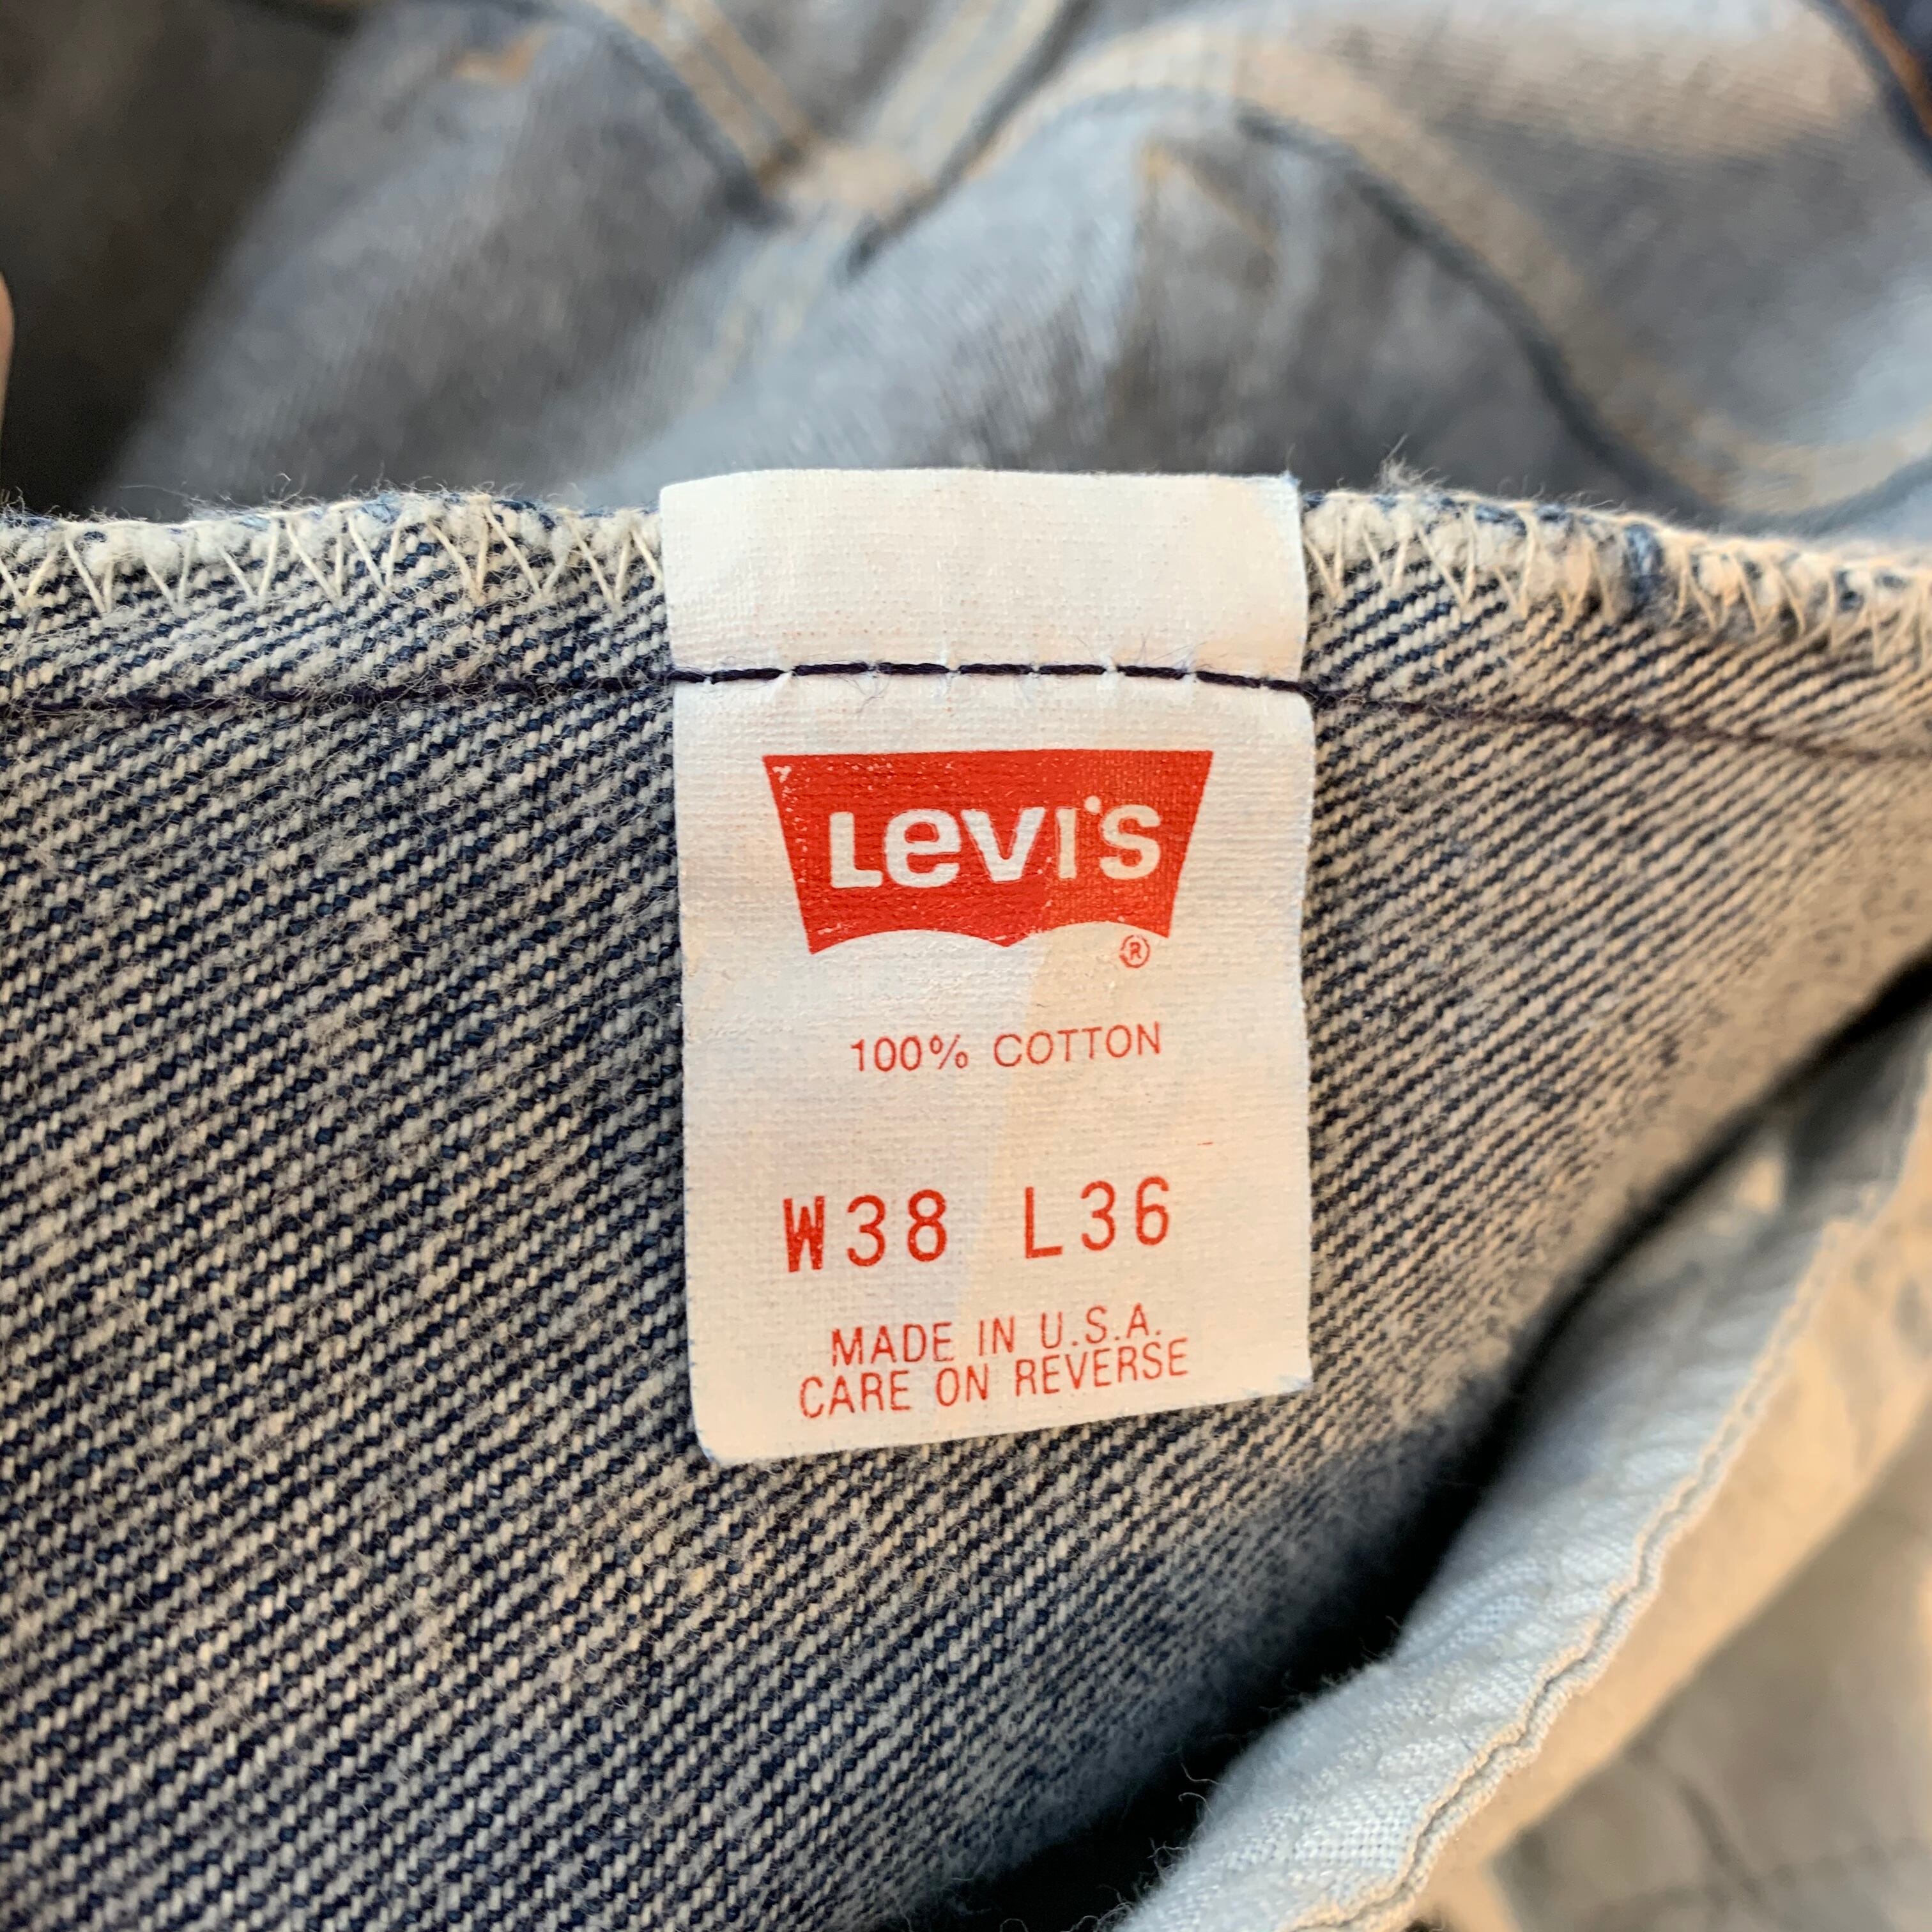 Levi's
®
100% COTTON
W38 L36
MADE IN U.S.A.
CARE ON REVERSE